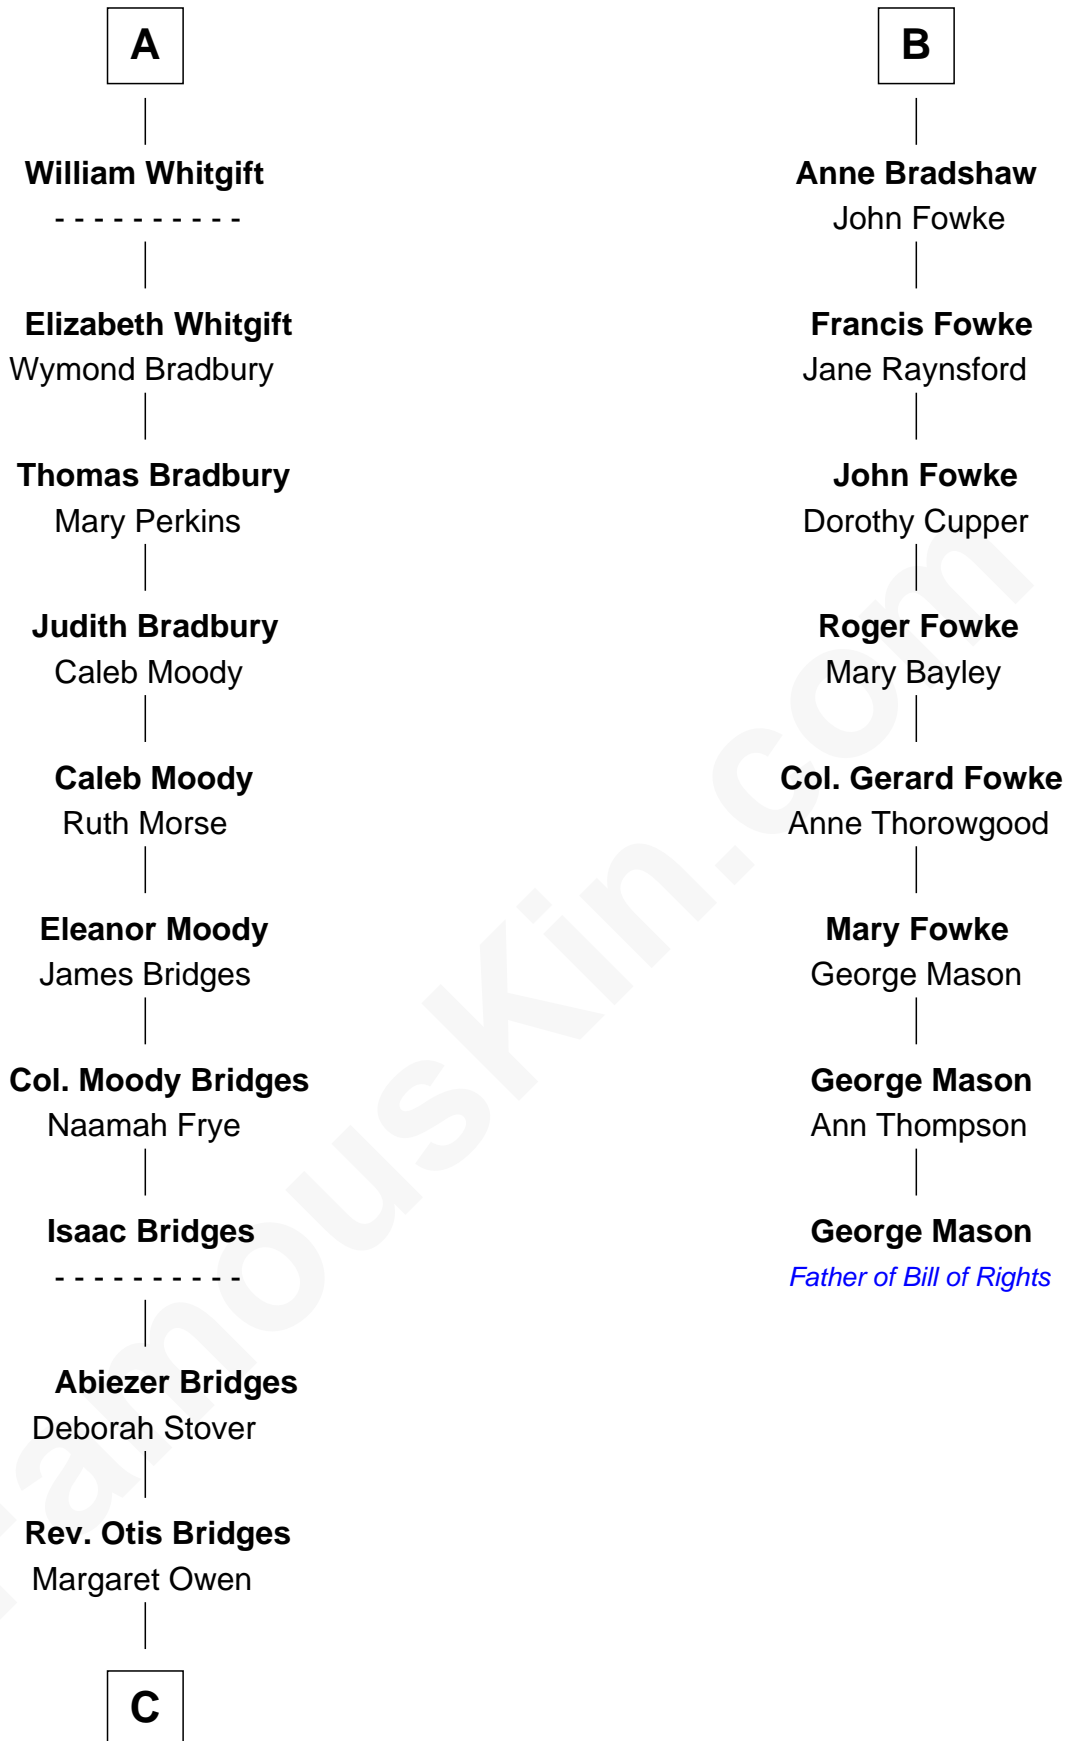 A
William Whitgift
- - - - - - - - - -
Elizabeth Whitgift
Wymond Bradbury
Thomas Bradbury
Mary Perkins
Judith Bradbury
Caleb Moody
Caleb Moody
Ruth Morse
Eleanor Moody
James Bridges
Col. Moody Bridges
Naamah Frye
Isaac Bridges
- - - - - - - - - -
Abiezer Bridges
Deborah Stover
Rev. Otis Bridges
Margaret Owen
C
B
Anne Bradshaw
John Fowke
Francis Fowke
Jane Raynsford
John Fowke
Dorothy Cupper
Roger Fowke
Mary Bayley
Col. Gerard Fowke
Anne Thorowgood
Mary Fowke
George Mason
George Mason
Ann Thompson
George Mason
Father of Bill of Rights
FamousKin.com